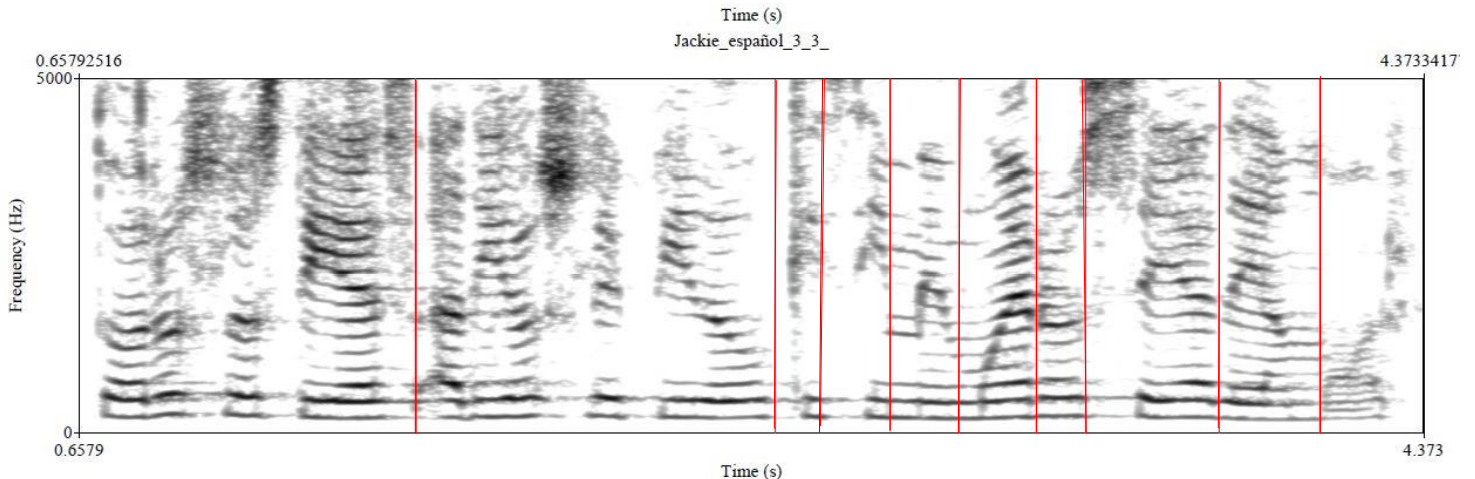 Time (s)
Jackie_español_3_3_
0.65792516 4.37334177
5000
Frequency (Hz)
0
0.6579 4.373
Time (s)